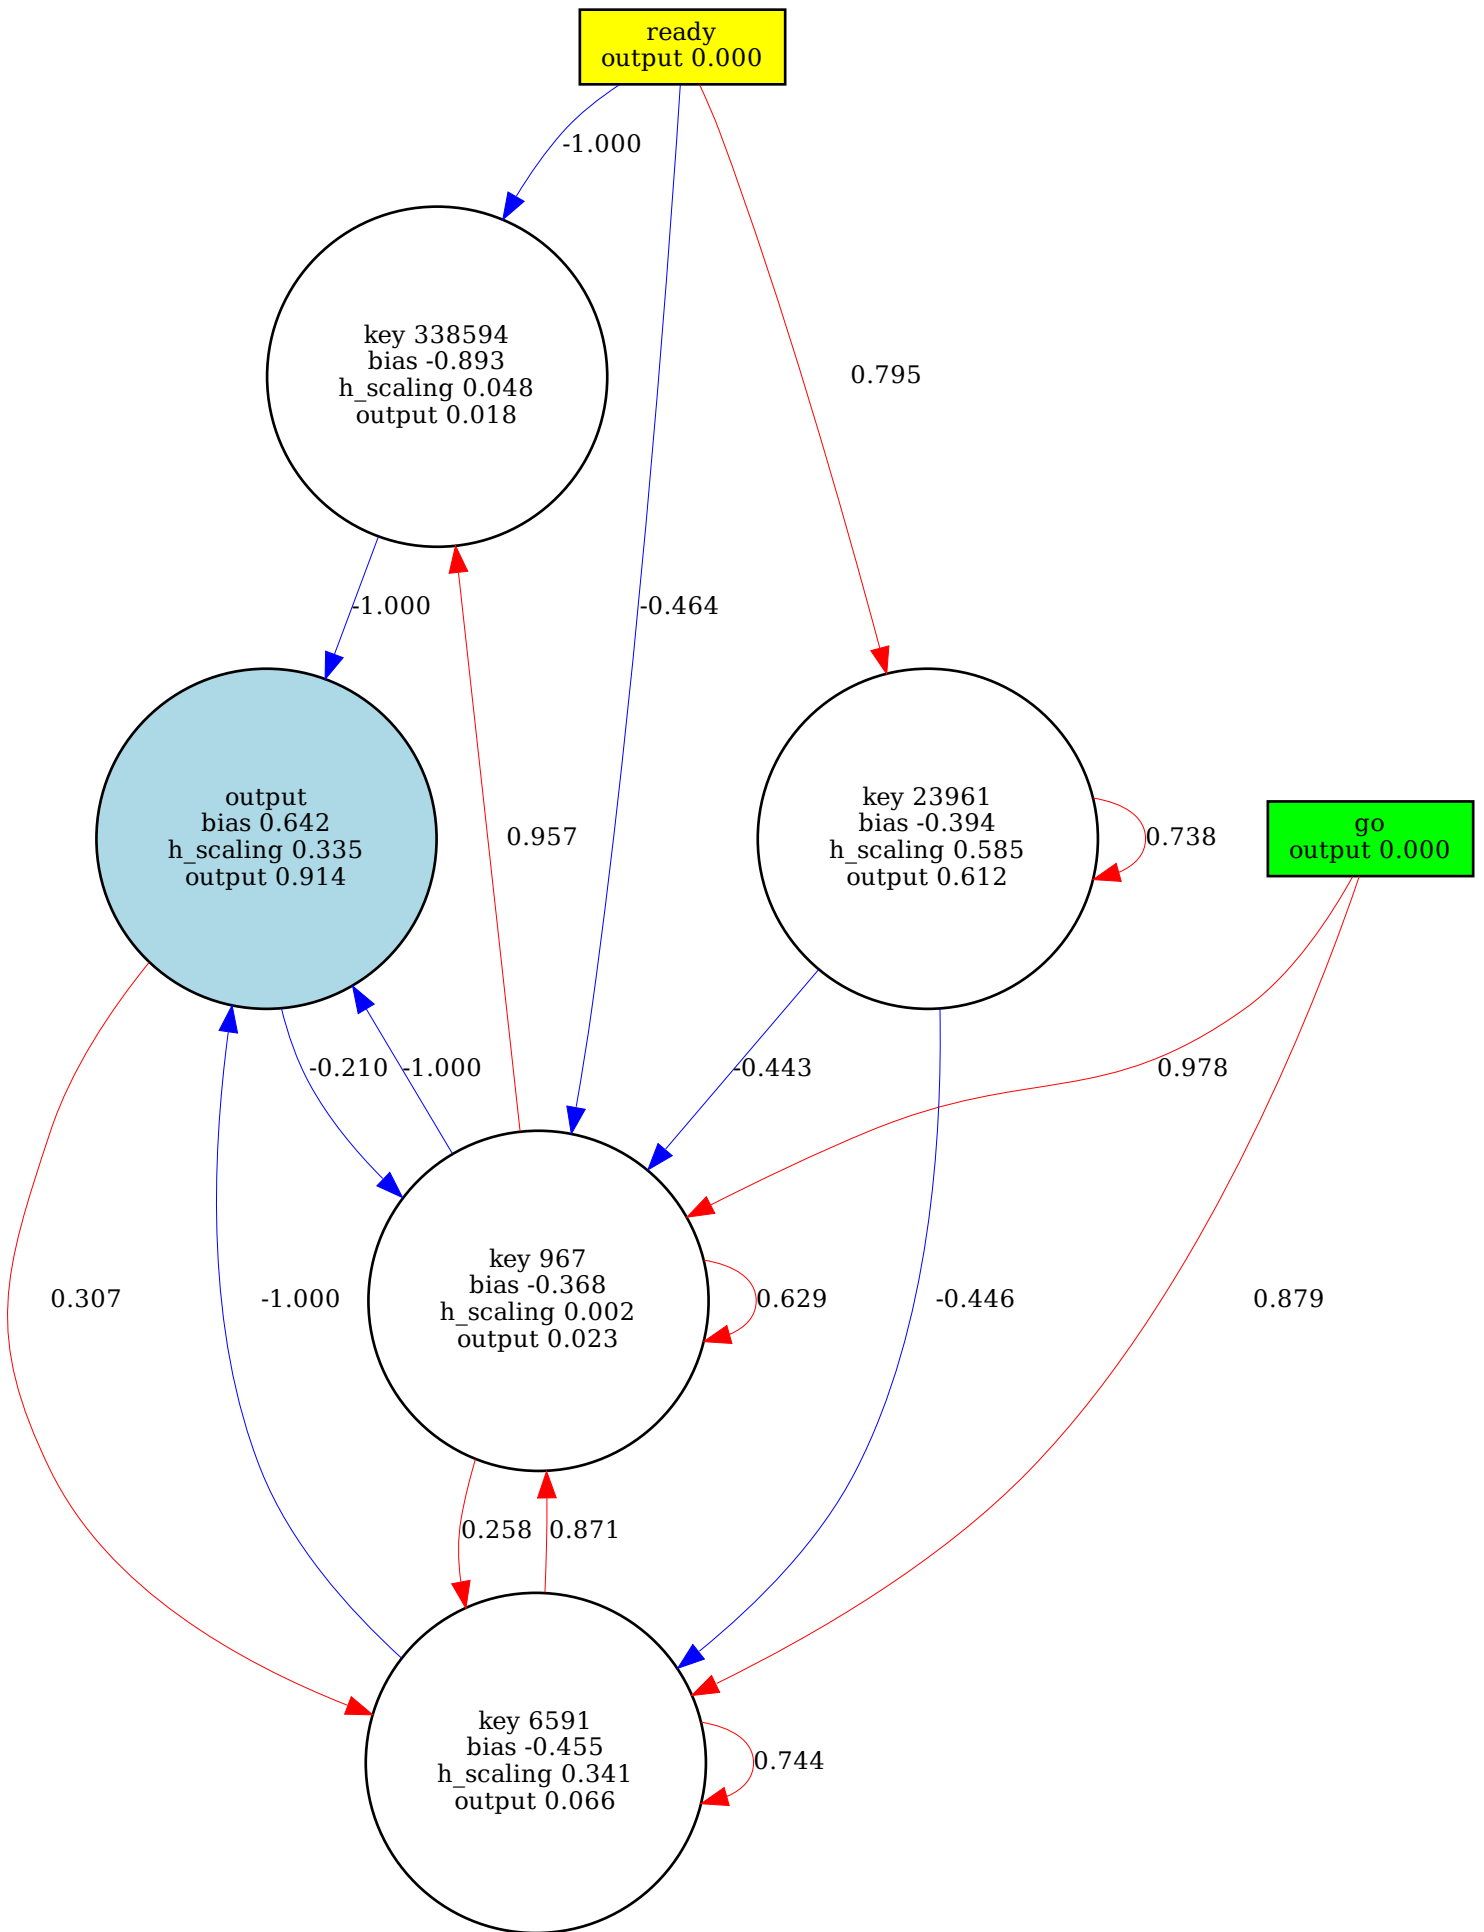 ready
output 0.000
-1.000
key 338594
bias -0.893
h_scaling 0.048
output 0.018
0.795
-1.000
-0.464
output
bias 0.642
h_scaling 0.335
output 0.914
0.957
key 23961
bias -0.394
h_scaling 0.585
output 0.612
0.738
go
output 0.000
-0.210
-1.000
-0.443
0.978
0.307
-1.000
key 967
bias -0.368
h_scaling 0.002
output 0.023
0.629
-0.446
0.879
0.258
0.871
key 6591
bias -0.455
h_scaling 0.341
output 0.066
0.744